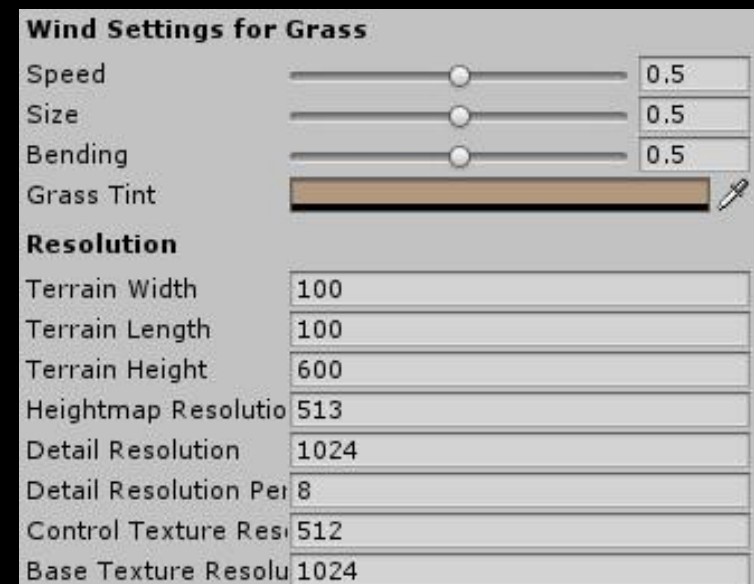 Wind Settings for Grass
Speed 0.5
Size 0.5
Bending 0.5
Grass Tint
Resolution
Terrain Width 100
Terrain Length 100
Terrain Height 600
Heightmap Resolutio 513
Detail Resolution 1024
Detail Resolution Per 8
Control Texture Res 512
Base Texture Resolu 1024